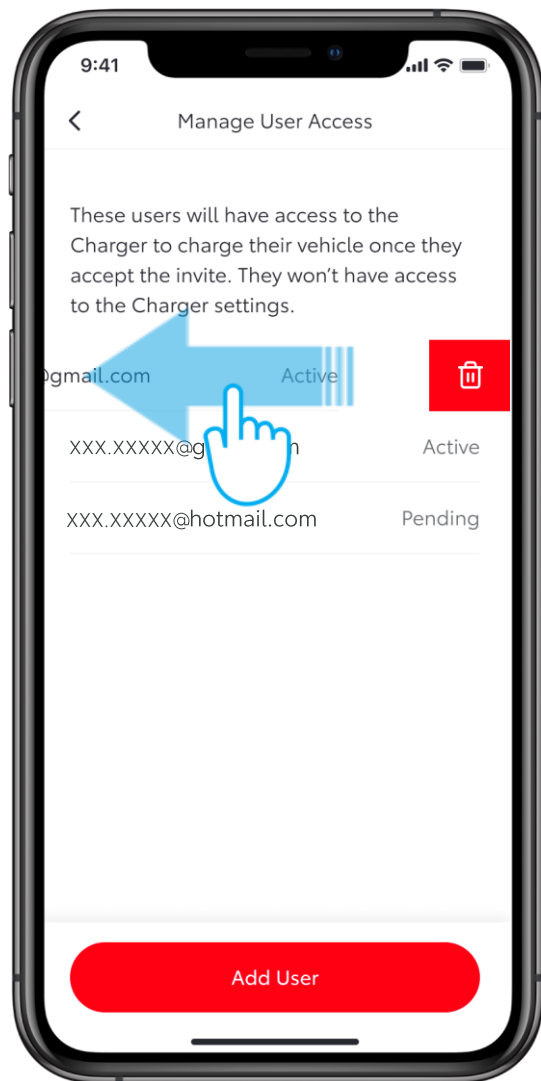 9:41
Manage User Access
These users will have access to the
Charger to charge their vehicle once they
accept the invite. They won’t have access
to the Charger settings.
@gmail.com Active
XXX.XXXXX@g Active
XXX.XXXXX@hotmail.com Pending
Add User